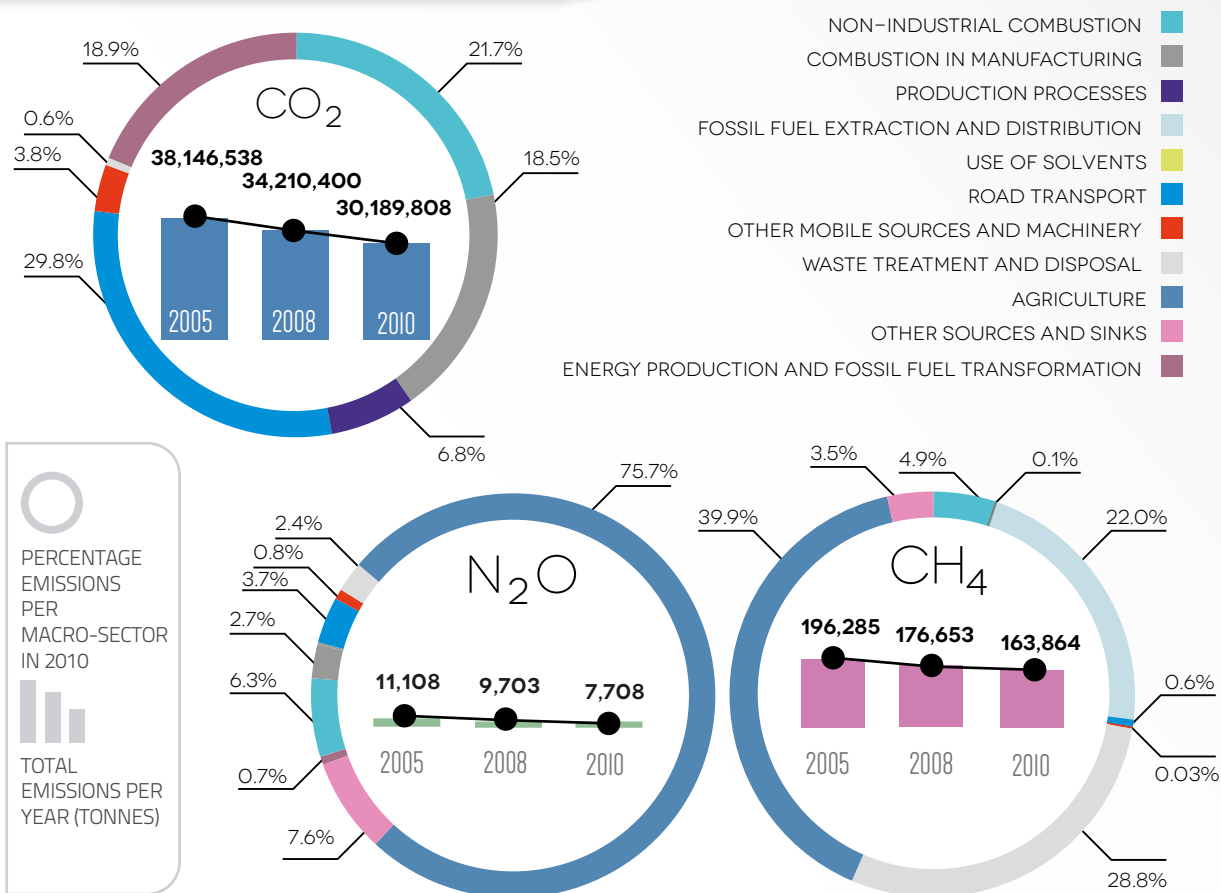 18.9%
21.7%
0.6%
3.8%
CO2
38,146,538
34,210,400
30,189,808
18.5%
29.8%
2005
2008
2010
6.8%
NON-INDUSTRIAL COMBUSTION
COMBUSTION IN MANUFACTURING
PRODUCTION PROCESSES
FOSSIL FUEL EXTRACTION AND DISTRIBUTION
USE OF SOLVENTS
ROAD TRANSPORT
OTHER MOBILE SOURCES AND MACHINERY
WASTE TREATMENT AND DISPOSAL
AGRICULTURE
OTHER SOURCES AND SINKS
ENERGY PRODUCTION AND FOSSIL FUEL TRANSFORMATION
PERCENTAGE
EMISSIONS
PER
MACRO-SECTOR
IN 2010
TOTAL
EMISSIONS PER
YEAR (TONNES)
75.7%
2.4%
0.8%
3.7%
2.7%
6.3%
0.7%
7.6%
N2O
11,108
9,703
7,708
2005
2008
2010
3.5%
4.9%
0.1%
39.9%
22.0%
CH4
196,285
176,653
163,864
2005
2008
2010
0.6%
0.03%
28.8%